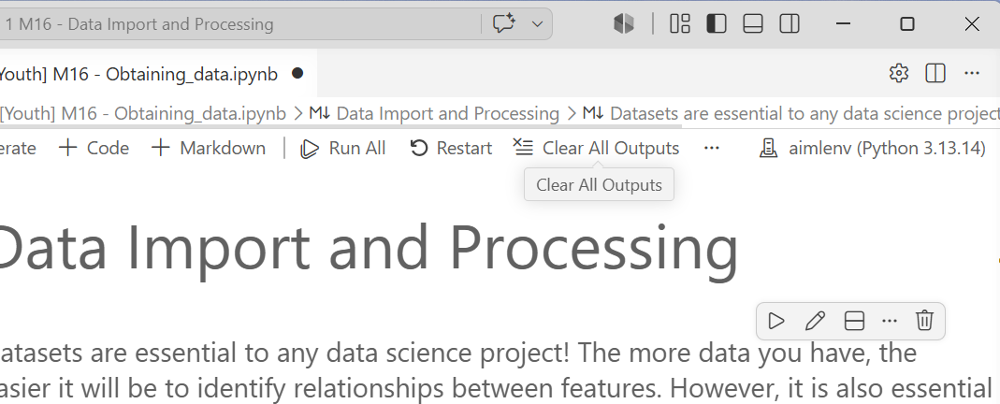 1 M16 - Data Import and Processing
Youth] M16 - Obtaining_data.ipynb
[Youth] M16 - Obtaining_data.ipynb > M↓ Data Import and Processing > M↓ Datasets are essential to any data science project
erate + Code + Markdown Run All Restart Clear All Outputs ... aimlenv (Python 3.13.14)
Clear All Outputs
Data Import and Processing
atasets are essential to any data science project! The more data you have, the
asier it will be to identify relationships between features. However, it is also essential